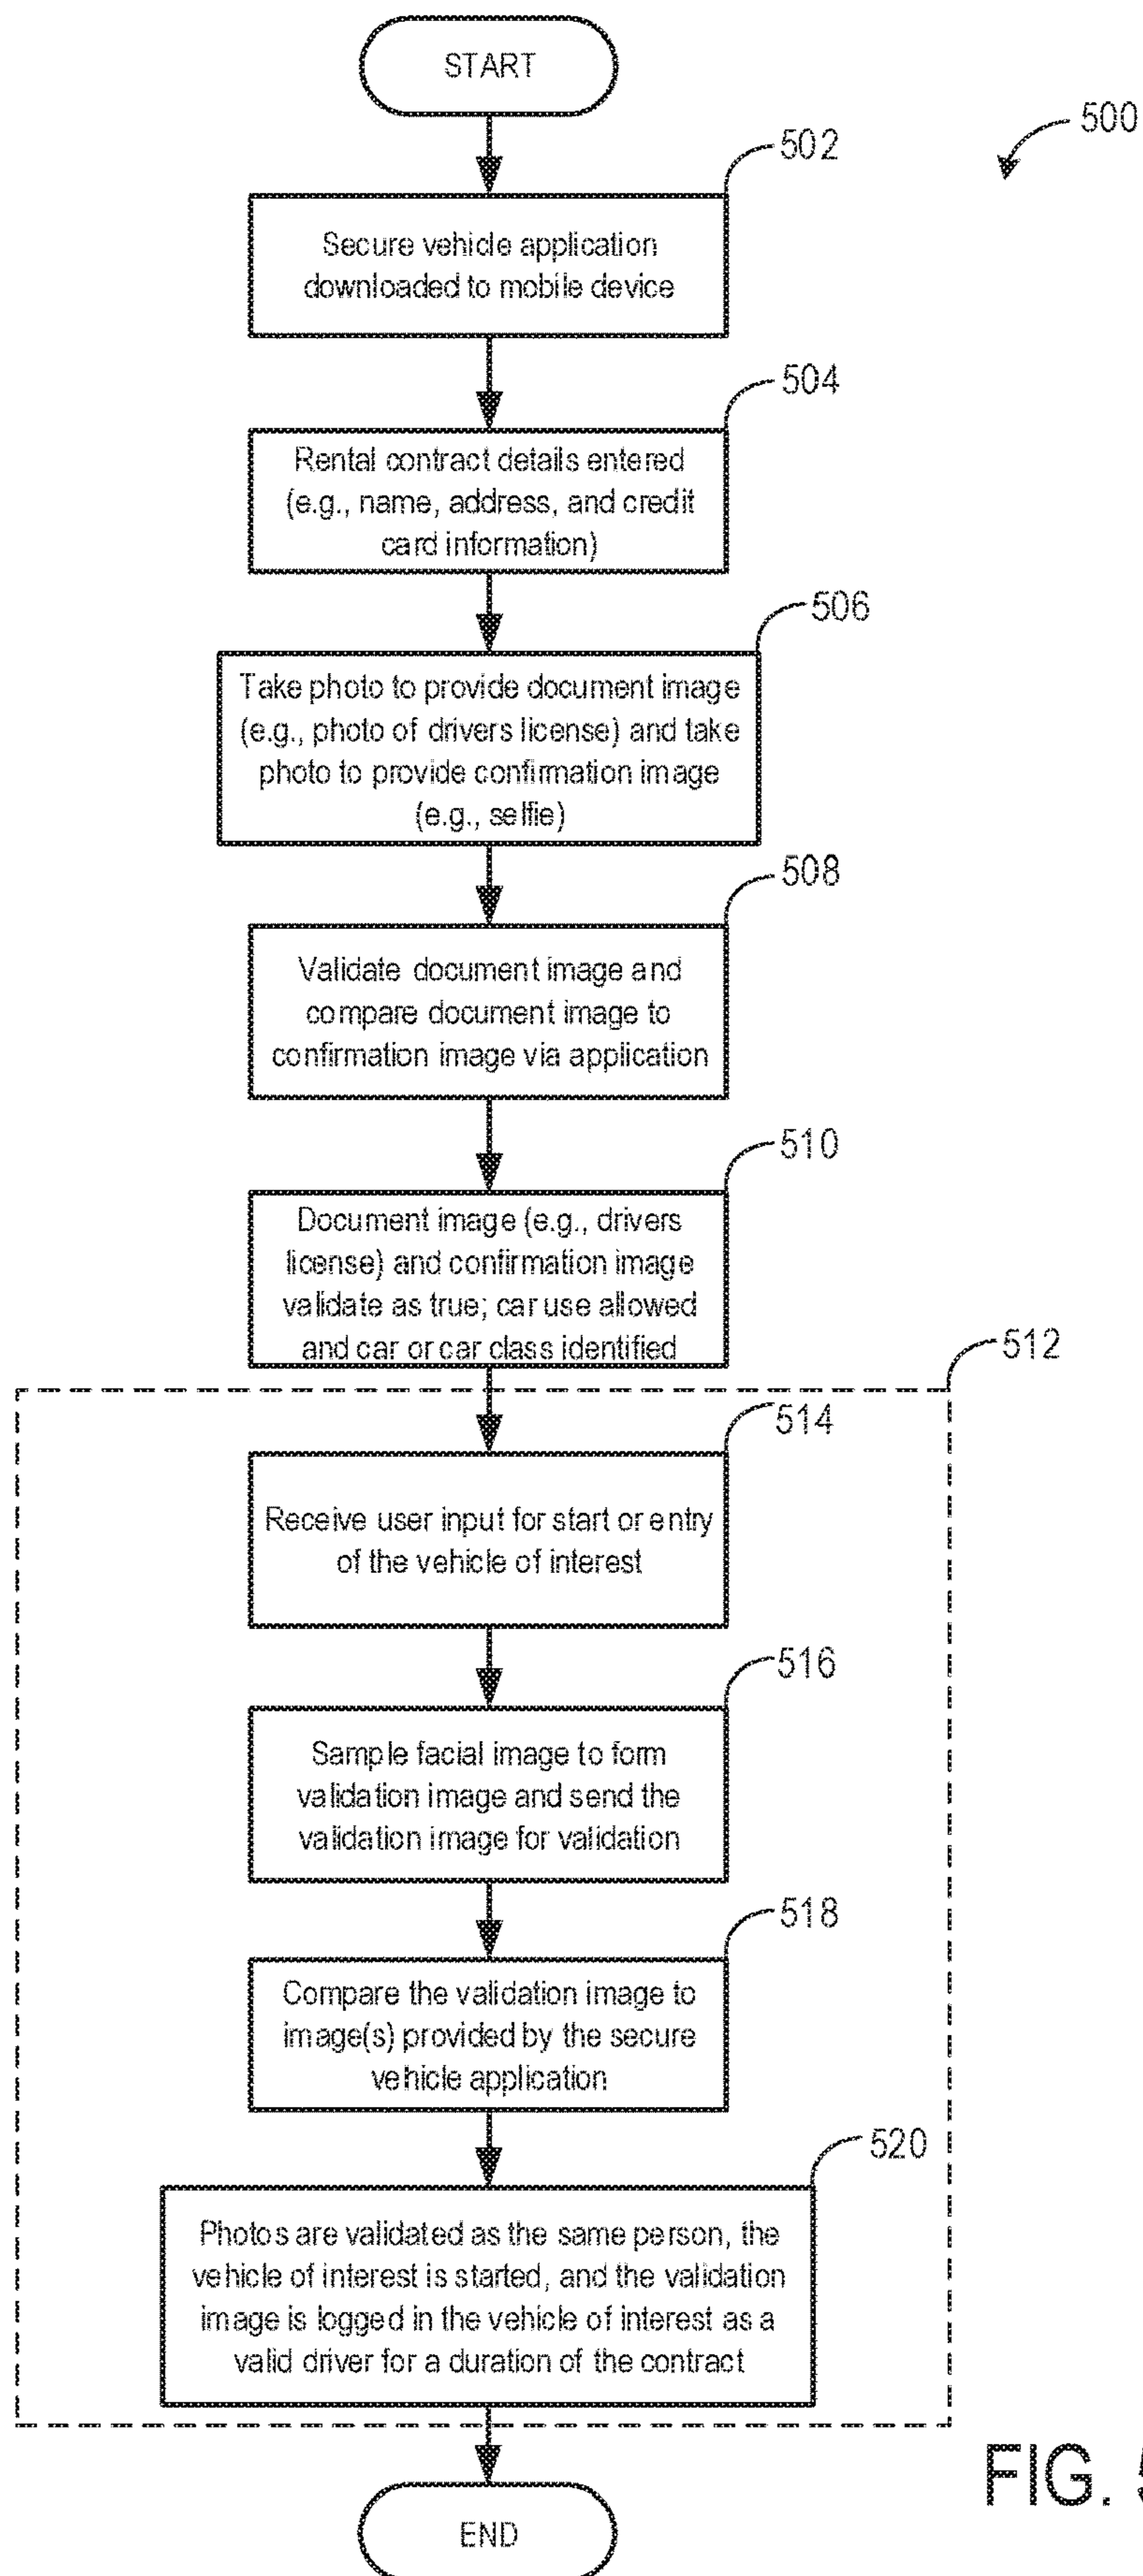 START
500
502
Secure vehicle application
downloaded to mobile device
504
Rental contract details entered
(e.g., name, address, and credit
card information)
506
Take photo to provide document image
(e.g., photo of drivers license) and take
photo to provide confirmation image
(e.g., selfie)
508
Validate document image and
compare document image to
confirmation image via application
510
Document image (e.g., drivers
license) and confirmation image
validate as true; car use allowed
and car or car class identified
512
514
Receive user input for start or entry
of the vehicle of interest
516
Sample facial image to form
validation image and send the
validation image for validation
518
Compare the validation image to
image(s) provided by the secure
vehicle application
520
Photos are validated as the same person, the
vehicle of interest is started, and the validation
image is logged in the vehicle of interest as a
valid driver for a duration of the contract
END
FIG. 5